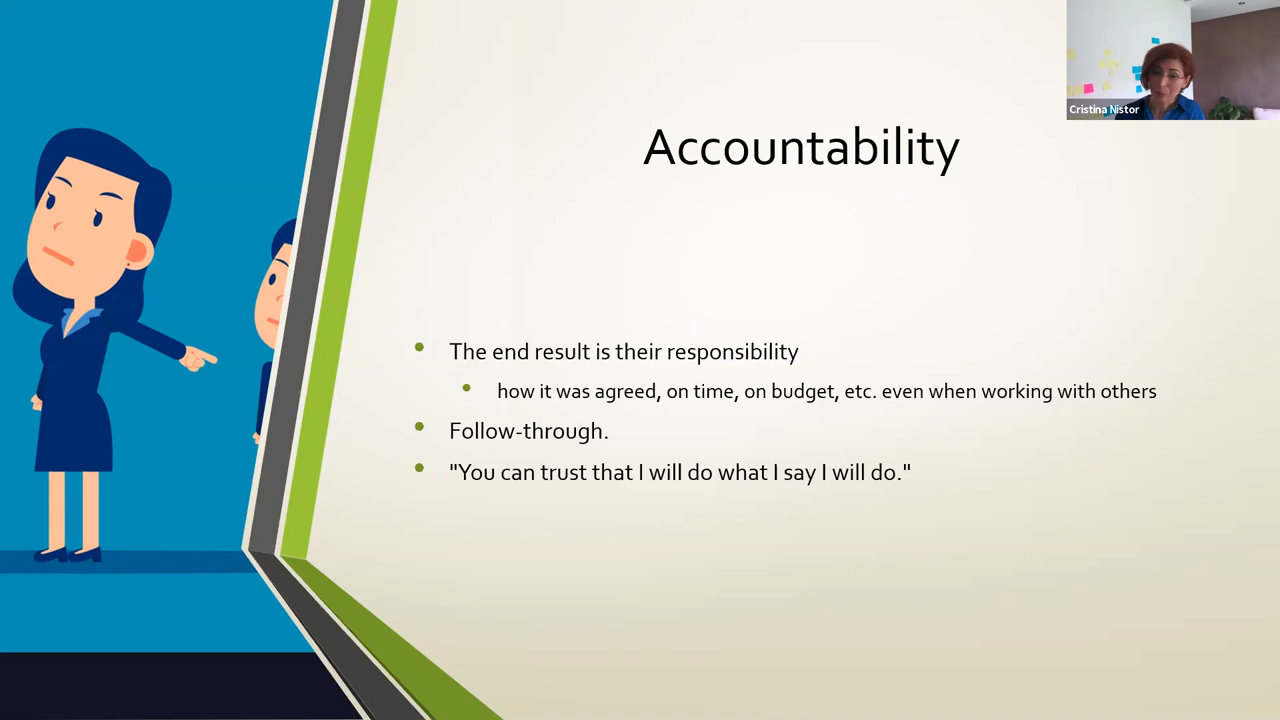 Cristina Nistor
Accountability
The end result is their responsibility
how it was agreed, on time, on budget, etc. even when working with others
Follow-through.
"You can trust that I will do what I say I will do."